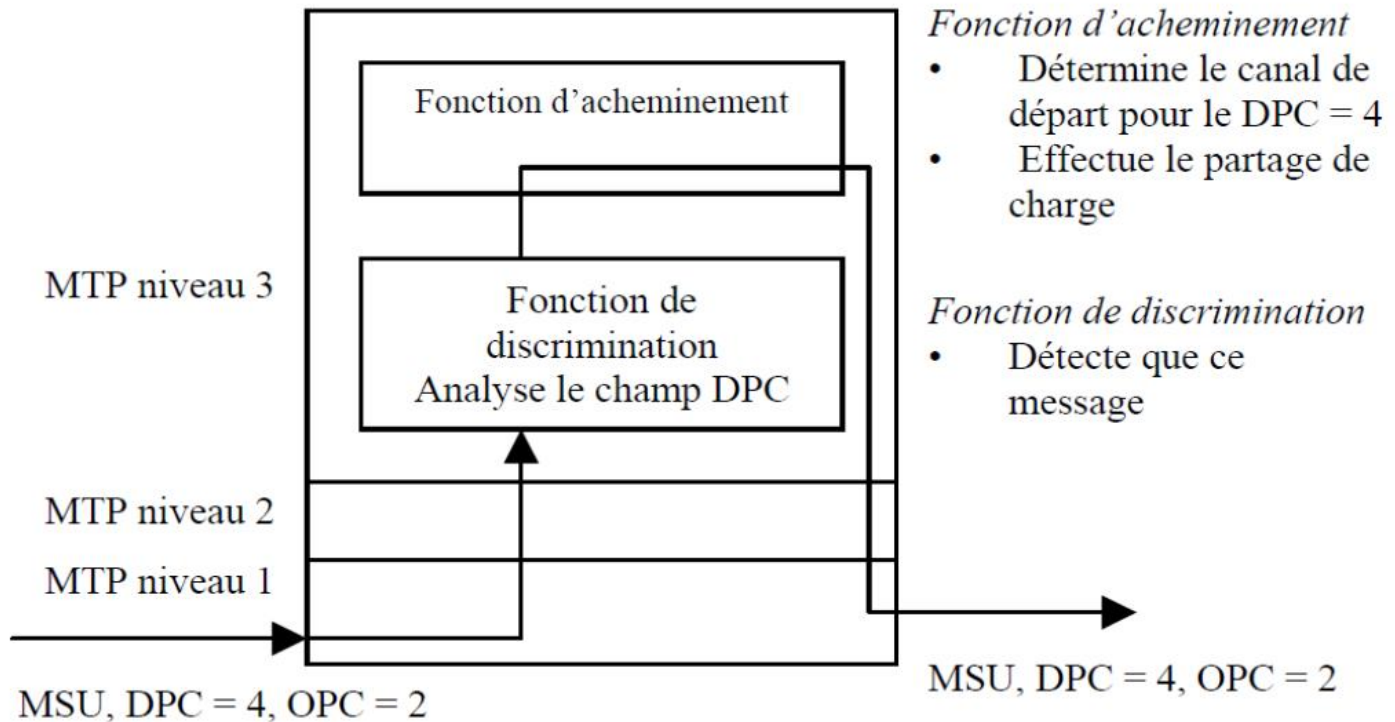 Fonction d’acheminement
Fonction de
discrimination
Analyse le champ DPC
MTP niveau 3
MTP niveau 2
MTP niveau 1
MSU, DPC = 4, OPC = 2
Fonction d’acheminement
• Détermine le canal de
départ pour le DPC = 4
• Effectue le partage de
charge
Fonction de discrimination
• Détecte que ce
message
MSU, DPC = 4, OPC = 2